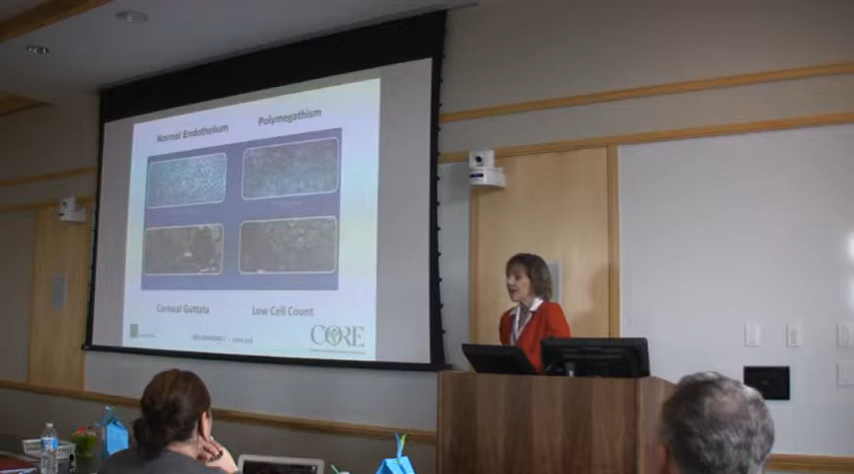 Normal Endothelium
Polymegathism
Corneal Guttata
Low Cell Count
CORE